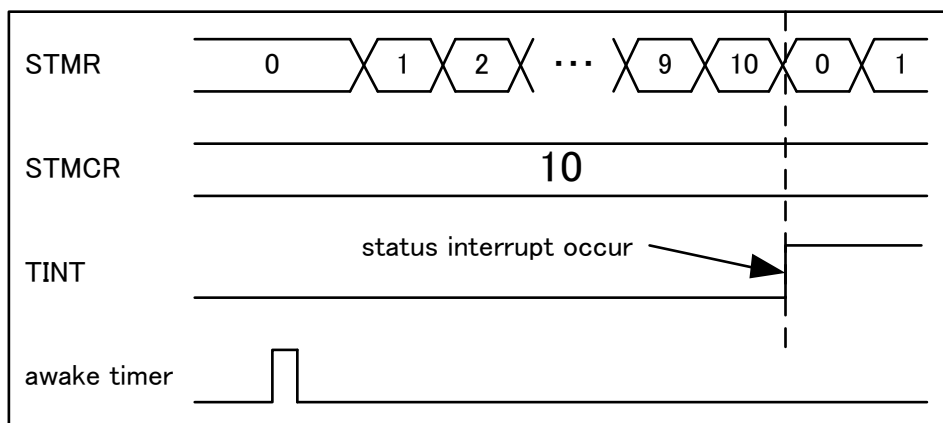 STMR 0 1 2 ··· 9 10 0 1
STMCR 10
status interrupt occur
TINT
awake timer